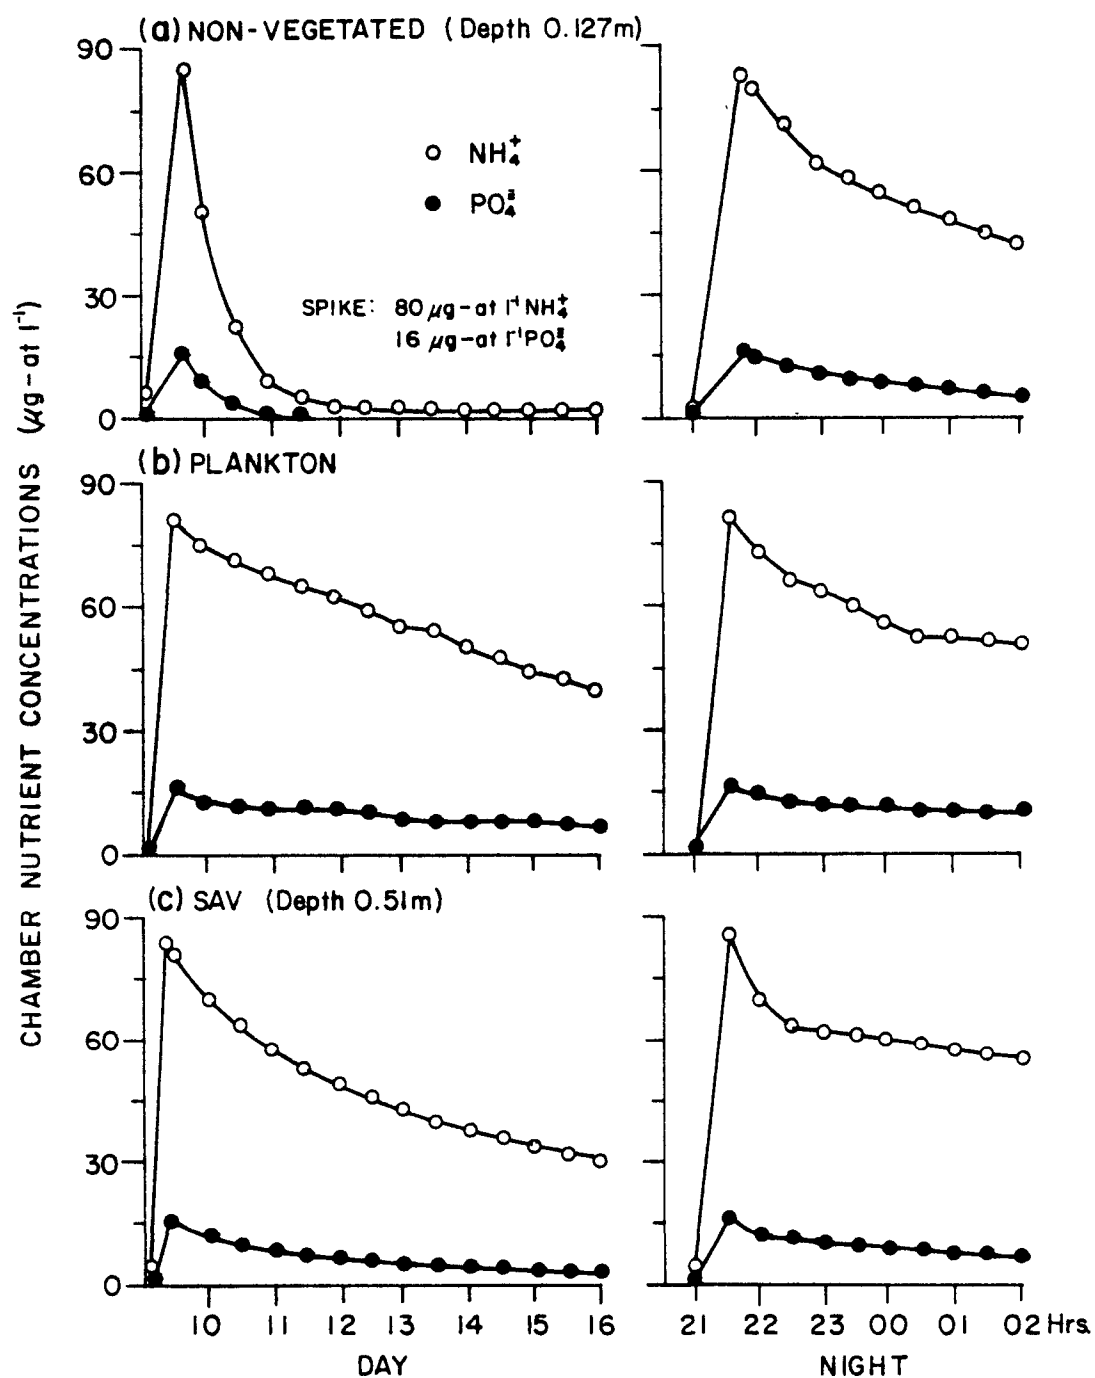 (a) NON-VEGETATED (Depth 0.127m)
90
60
30
0
NH₄⁺
PO₄³
SPIKE: 80 µg-at l⁻¹ NH₄⁺
16 µg-at l⁻¹ PO₄³
CHAMBER NUTRIENT CONCENTRATIONS (µg-at l⁻¹)
(b) PLANKTON
90
60
30
0
(c) SAV (Depth 0.51m)
90
60
30
0
10 11 12 13 14 15 16
21 22 23 00 01 02 Hrs.
DAY
NIGHT